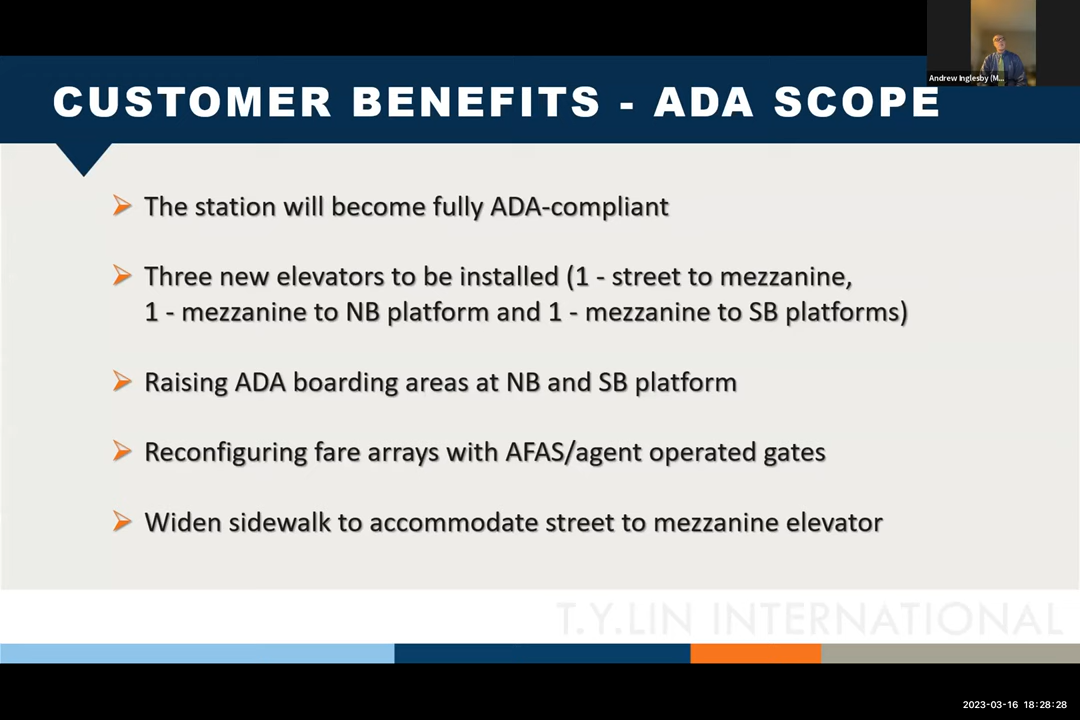 Andrew Inglesby (M...
CUSTOMER BENEFITS - ADA SCOPE
The station will become fully ADA-compliant
Three new elevators to be installed (1 - street to mezzanine,
1 - mezzanine to NB platform and 1 - mezzanine to SB platforms)
Raising ADA boarding areas at NB and SB platform
Reconfiguring fare arrays with AFAS/agent operated gates
Widen sidewalk to accommodate street to mezzanine elevator
T.Y.LIN INTERNATIONAL
2023-03-16 18:28:28